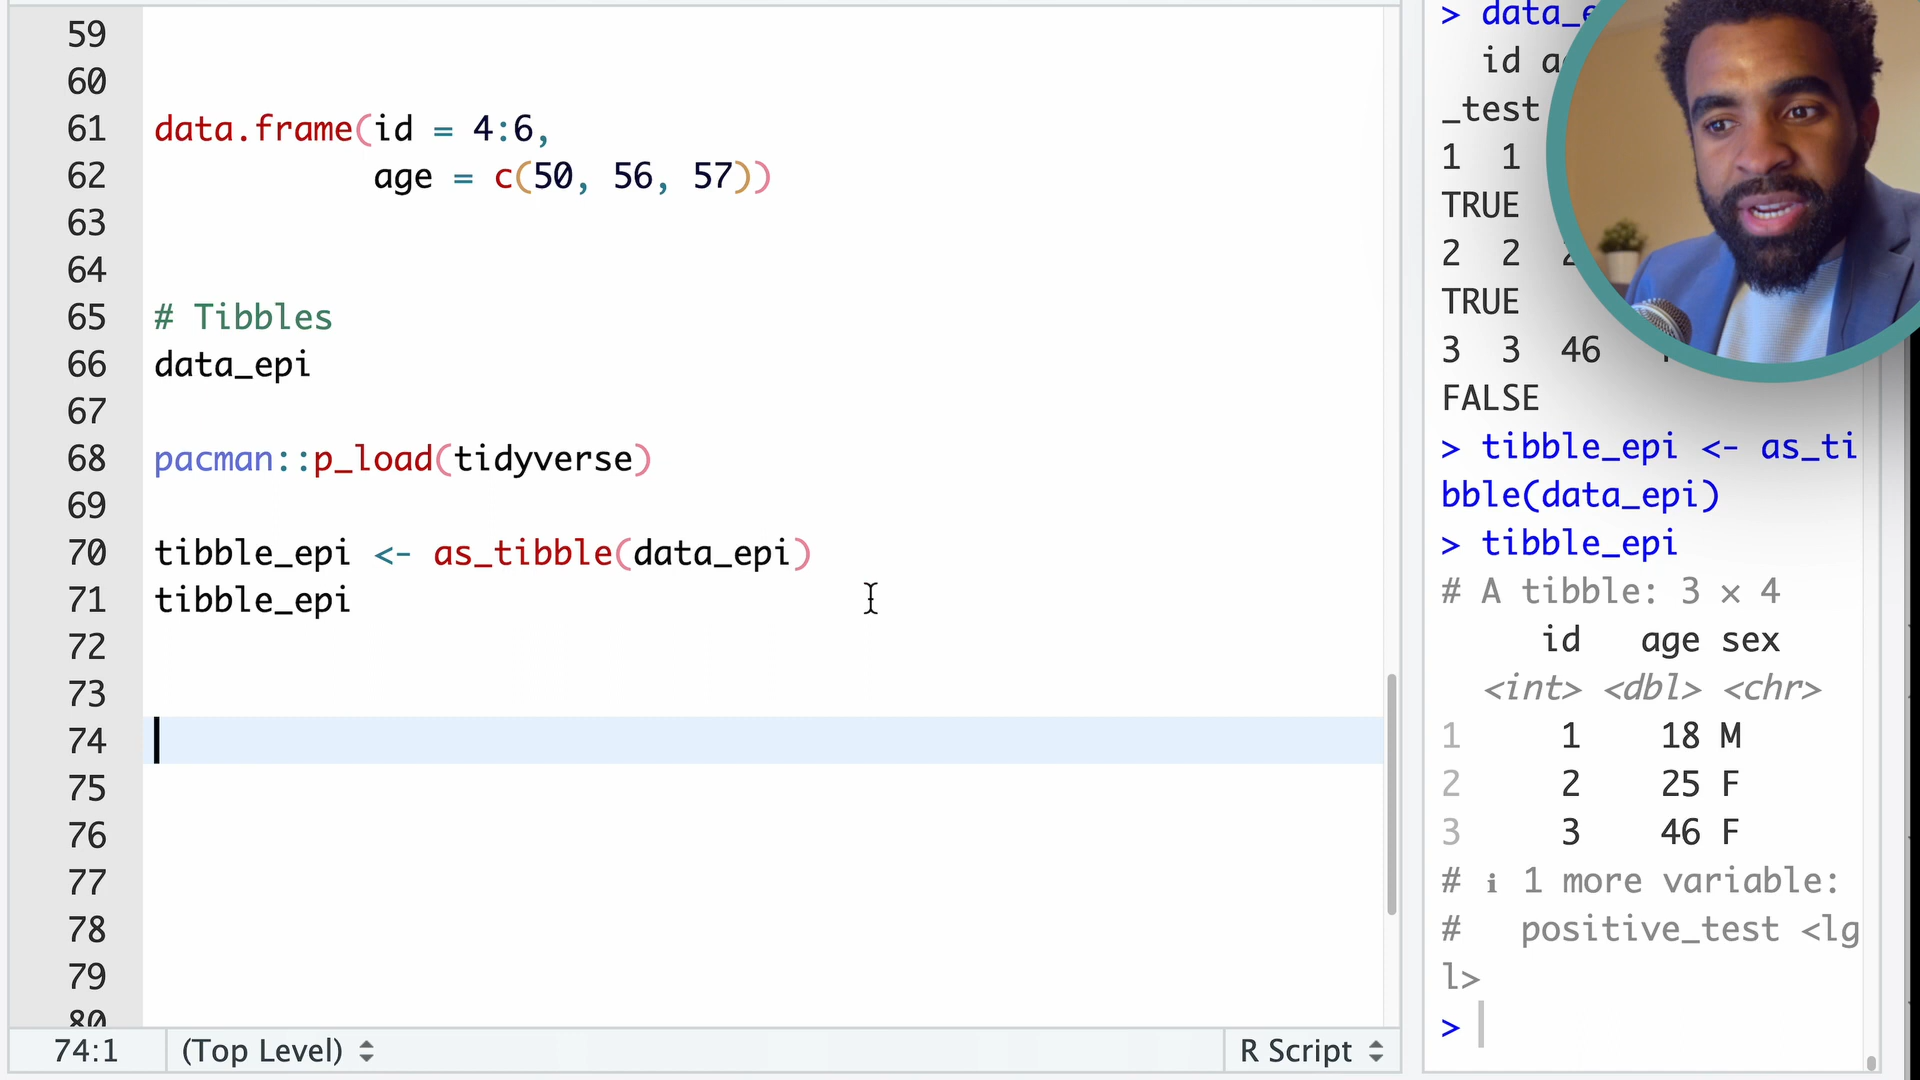 59
60
61 data.frame(id = 4:6,
62 age = c(50, 56, 57))
63
64
65 # Tibbles
66 data_epi
67
68 pacman::p_load(tidyverse)
69
70 tibble_epi <- as_tibble(data_epi)
71 tibble_epi
72
73
74
75
76
77
78
79
80
74:1 (Top Level) R Script
> data_e
id a
_test
1 1
TRUE
2 2
TRUE
3 3 46
FALSE
> tibble_epi <- as_ti
bble(data_epi)
> tibble_epi
# A tibble: 3 × 4
id age sex
<int> <dbl> <chr>
1 1 18 M
2 2 25 F
3 3 46 F
# ℹ 1 more variable:
# positive_test <lg
l>
>